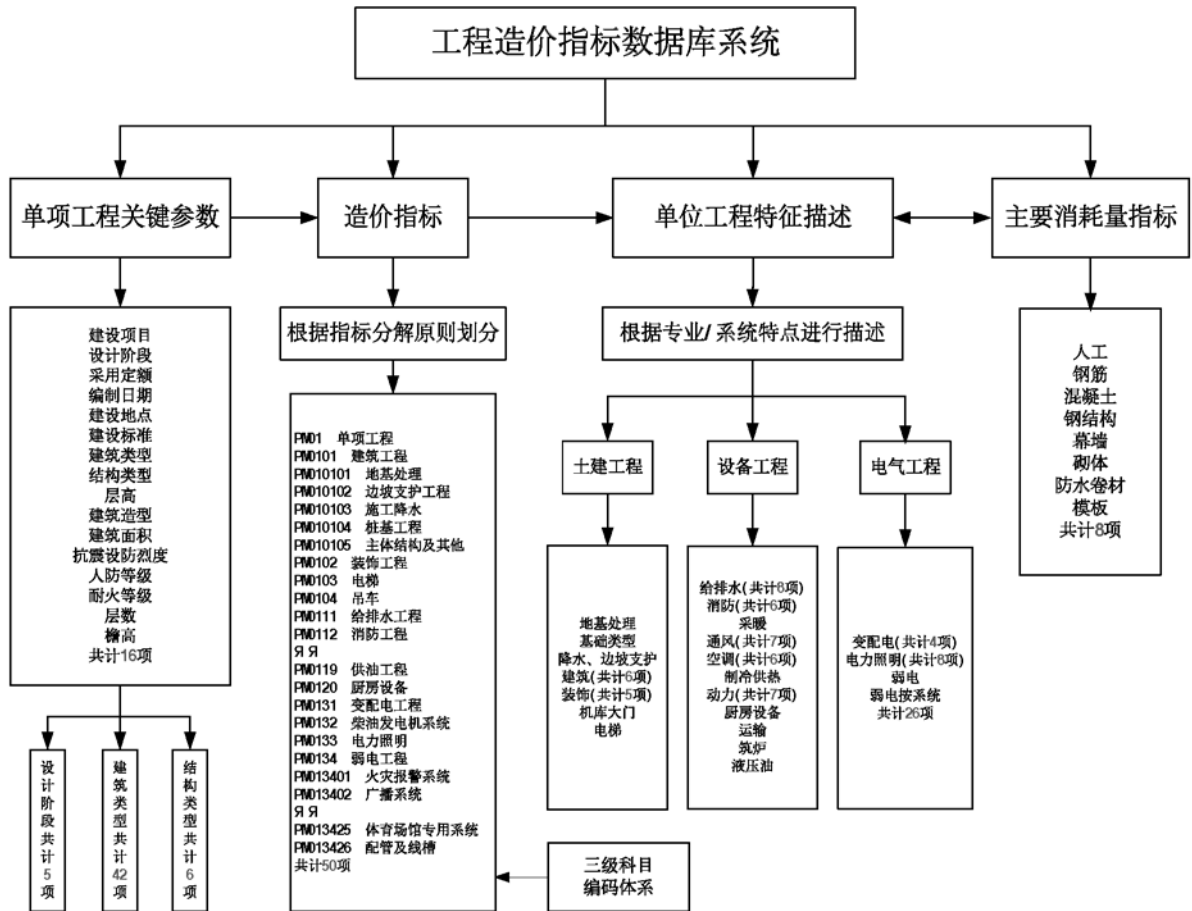 工程造价指标数据库系统
单项工程关键参数
造价指标
单位工程特征描述
主要消耗量指标
建设项目
设计阶段
采用定额
编制日期
建设地点
建设标准
建筑类型
结构类型
层高
建筑造型
建筑面积
抗震设防烈度
人防等级
耐火等级
层数
檐高
共计16项
设计阶段共计5项
建筑类型共计42项
结构类型共计6项
根据指标分解原则划分
PM01 单项工程
PM0101 建筑工程
PM010101 地基处理
PM010102 边坡支护工程
PM010103 施工降水
PM010104 桩基工程
PM010105 主体结构及其他
PM0102 装饰工程
PM0103 电梯
PM0104 吊车
PM0111 给排水工程
PM0112 消防工程
Я Я
PM0119 供油工程
PM0120 厨房设备
PM0131 变配电工程
PM0132 柴油发电机系统
PM0133 电力照明
PM0134 弱电工程
PM013401 火灾报警系统
PM013402 广播系统
Я Я
PM013425 体育场馆专用系统
PM013426 配管及线槽
共计50项
三级科目
编码体系
根据专业/系统特点进行描述
土建工程
设备工程
电气工程
地基处理
基础类型
降水、边坡支护
建筑(共计6项)
装饰(共计5项)
机库大门
电梯
给排水(共计8项)
消防(共计6项)
采暖
通风(共计7项)
空调(共计6项)
制冷供热
动力(共计7项)
厨房设备
运输
筑炉
液压油
变配电(共计4项)
电力照明(共计8项)
弱电
弱电按系统
共计26项
人工
钢筋
混凝土
钢结构
幕墙
砌体
防水卷材
模板
共计8项